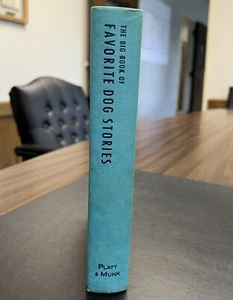 THE BIG BOOK OF
FAVORITE DOG STORIES
PLATT
& MUNK